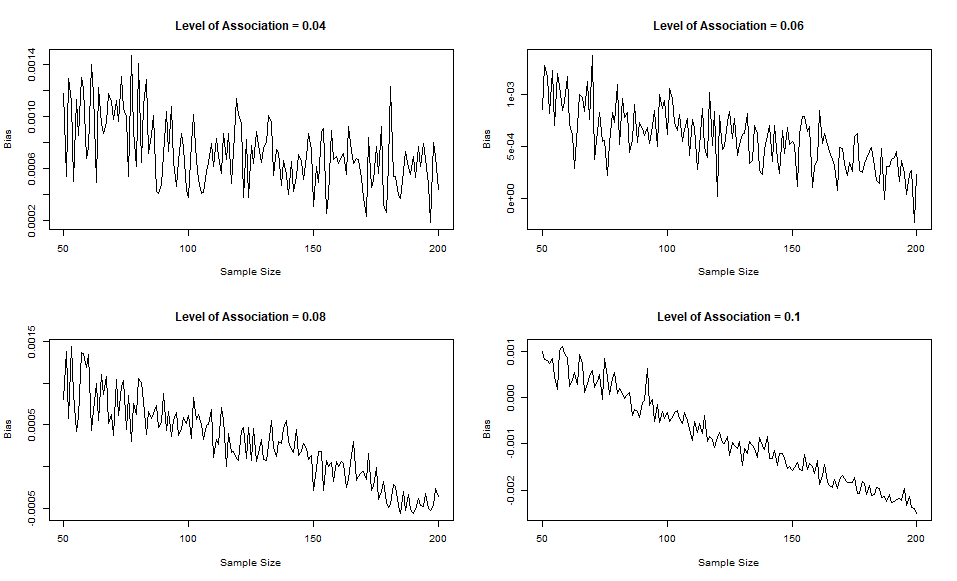 Level of Association = 0.04
Bias
0.0014
0.0010
0.0006
0.0002
50 100 150 200
Sample Size
Level of Association = 0.06
Bias
1e-03
5e-04
0e+00
50 100 150 200
Sample Size
Level of Association = 0.08
Bias
0.0015
0.0005
-0.0005
50 100 150 200
Sample Size
Level of Association = 0.1
Bias
0.001
0.000
-0.001
-0.002
50 100 150 200
Sample Size